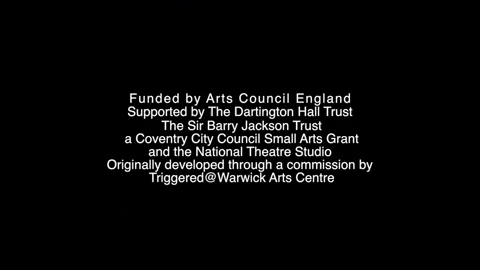 Funded by Arts Council England
Supported by The Dartington Hall Trust
The Sir Barry Jackson Trust
a Coventry City Council Small Arts Grant
and the National Theatre Studio
Originally developed through a commission by
Triggered@Warwick Arts Centre